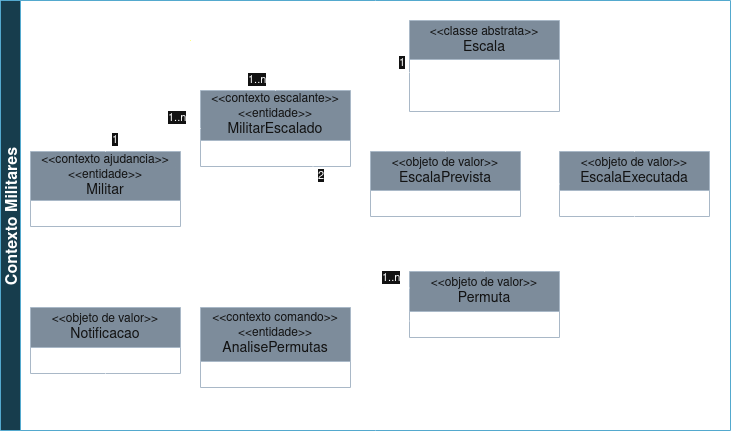 Contexto Militares
<<classe abstrata>>
Escala
1
1..n
<<contexto escalante>>
<<entidade>>
MilitarEscalado
1..n
1
<<contexto ajudancia>>
<<entidade>>
Militar
<<objeto de valor>>
EscalaPrevista
<<objeto de valor>>
EscalaExecutada
2
1..n
<<objeto de valor>>
Permuta
<<objeto de valor>>
Notificacao
<<contexto comando>>
<<entidade>>
AnalisePermutas